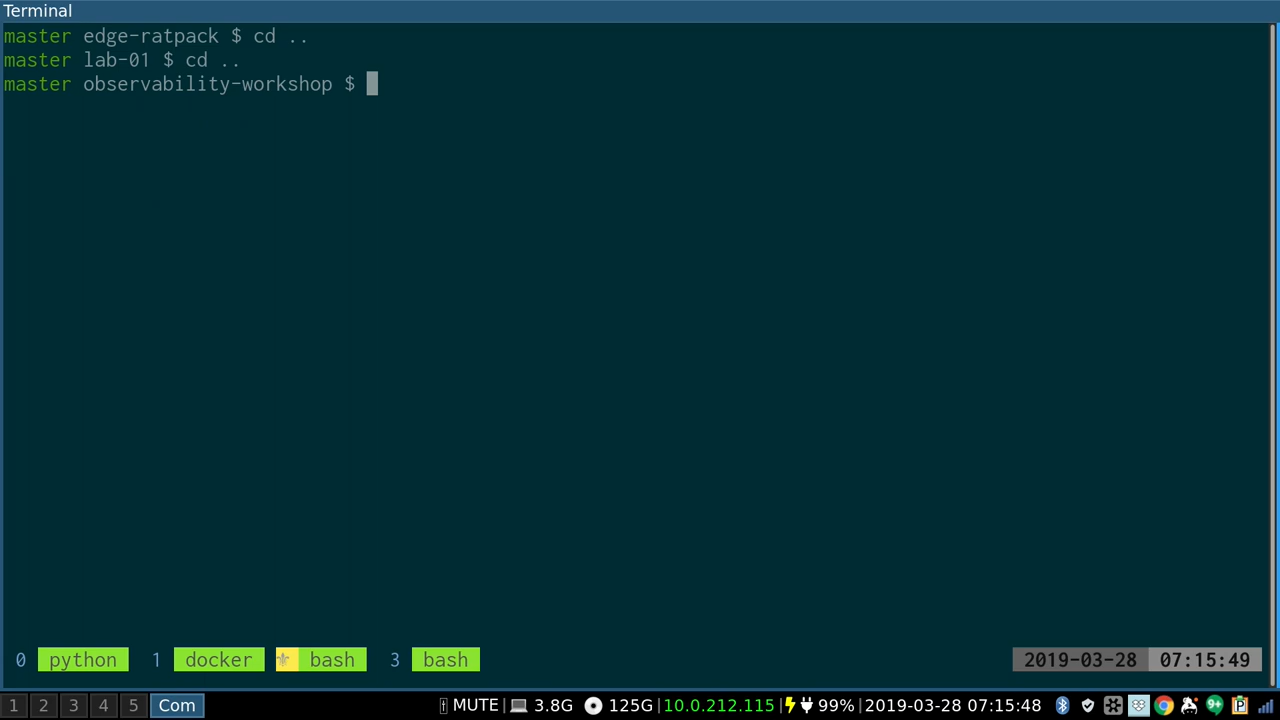 Terminal
master edge-ratpack $ cd ..
master lab-01 $ cd ..
master observability-workshop $
0 python 1 docker bash 3 bash 2019-03-28 07:15:49
1 2 3 4 5 Com MUTE 3.8G 125G|10.0.212.115| 99%|2019-03-28 07:15:48 9+ P